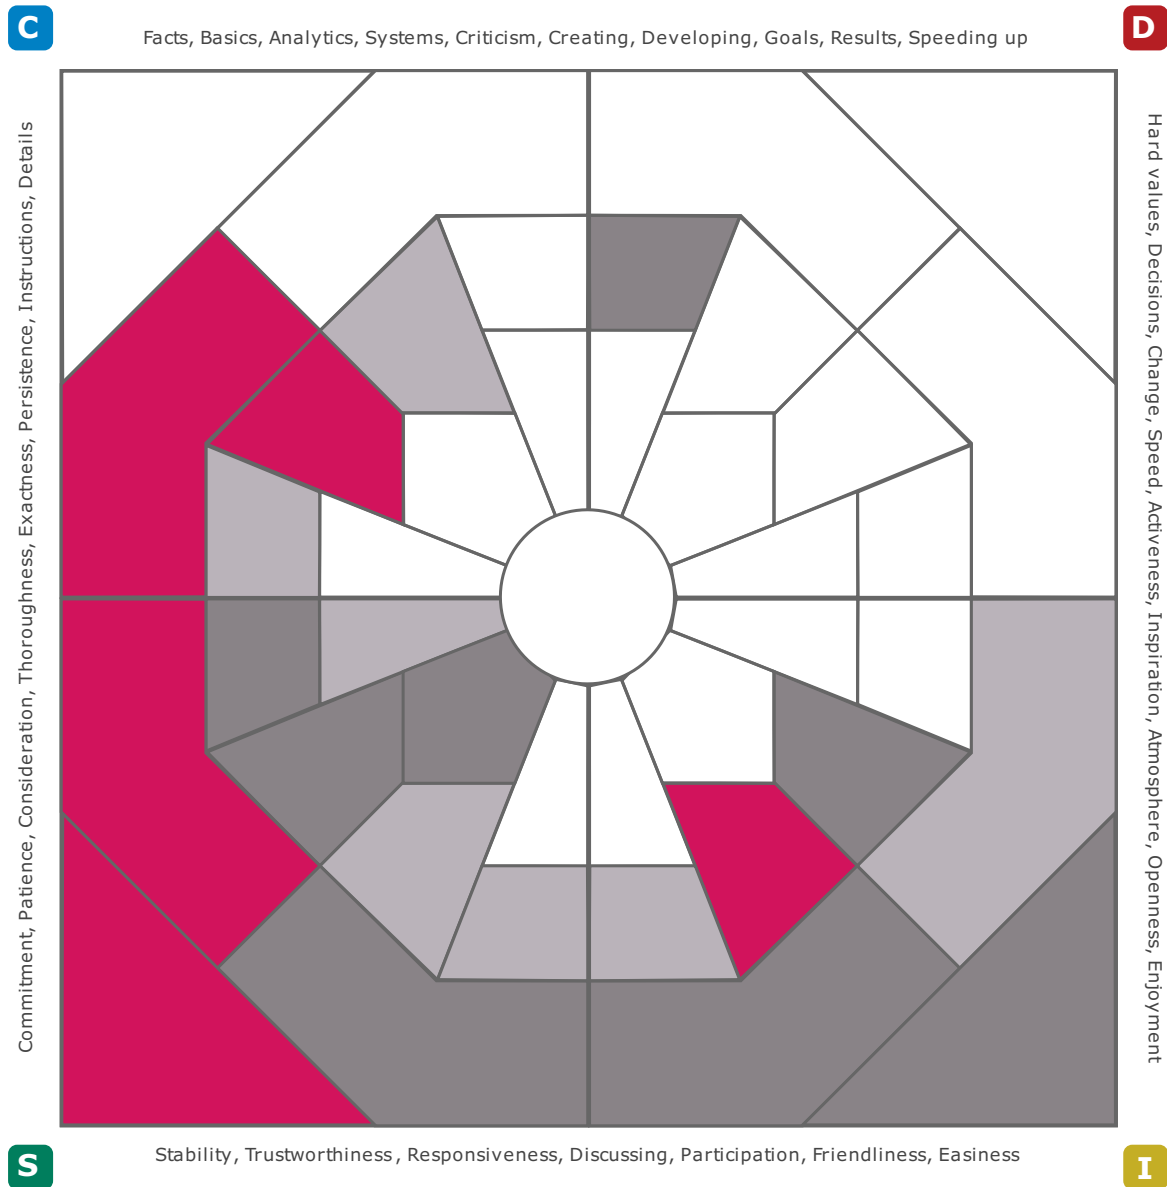 C
Facts, Basics, Analytics, Systems, Criticism, Creating, Developing, Goals, Results, Speeding up
D
Commitment, Patience, Consideration, Thoroughness, Exactness, Persistence, Instructions, Details
Hard values, Decisions, Change, Speed, Activeness, Inspiration, Atmosphere, Openness, Enjoyment
S
Stability, Trustworthiness, Responsiveness, Discussing, Participation, Friendliness, Easiness
I